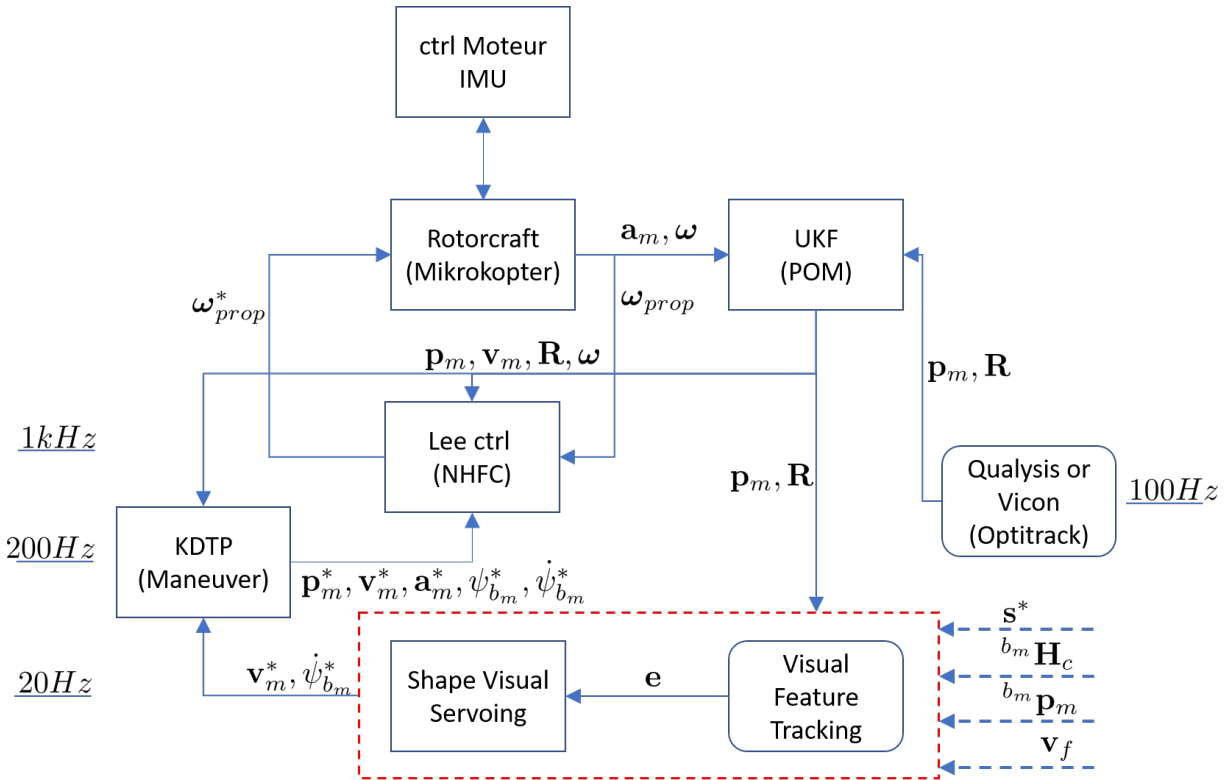 ctrl Moteur
IMU
Rotorcraft
(Mikrokopter)
a_m, ω
UKF
(POM)
ω*_prop
ω_prop
p_m, v_m, R, ω
p_m, R
1kHz
Lee ctrl
(NHFC)
p_m, R
Qualysis or
Vicon
(Optitrack)
100Hz
200Hz
KDTP
(Maneuver)
p*_m, v*_m, a*_m, ψ*_{b_m}, ψ̇*_{b_m}
s*
^{b_m}H_c
^{b_m}p_m
v_f
20Hz
v*_m, ψ̇*_{b_m}
Shape Visual
Servoing
e
Visual
Feature
Tracking